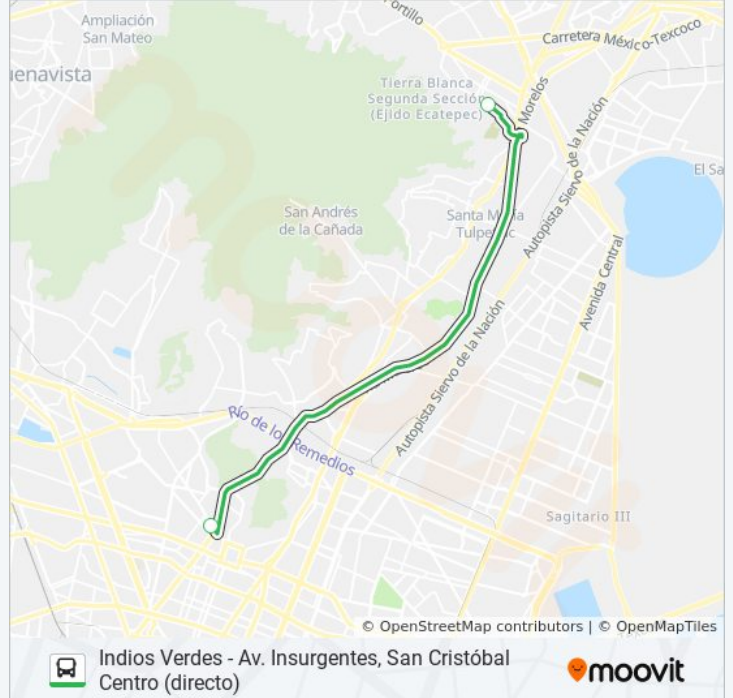 Portillo
Ampliación
San Mateo
Carretera México-Texcoco
uenavista
Tierra Blanca
Segunda Sección
(Ejido Ecatepec)
Morelos
Autopista Siervo de la Nación
El Sa
San Andrés
de la Cañada
Santa María
Tulpetlac
Avenida Central
Autopista Siervo de la Nación
Río de los Remedios
Sagitario III
© OpenStreetMap contributors | © OpenMapTiles
Indios Verdes - Av. Insurgentes, San Cristóbal
Centro (directo)
moovit